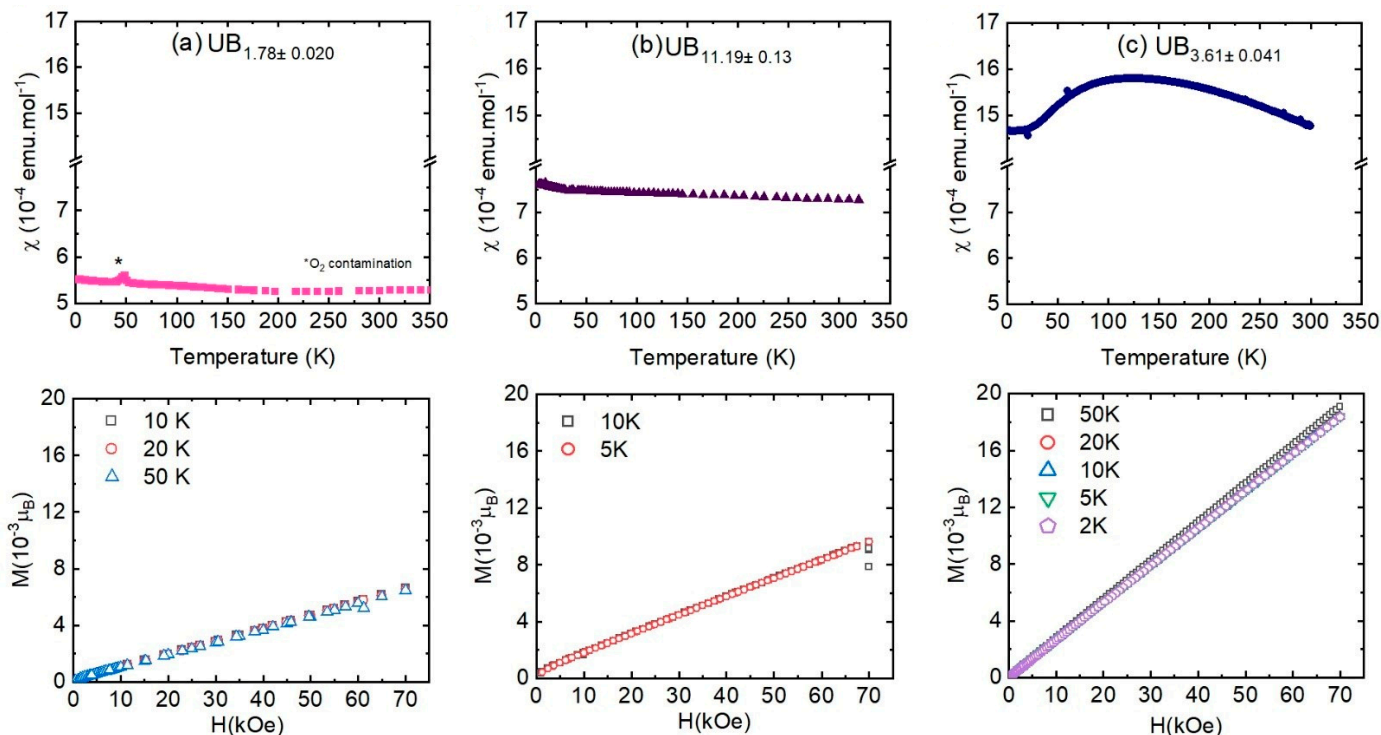 (a) UB1.78± 0.020
χ (10-4 emu.mol-1)
17
16
15
7
6
5
*
*O2 contamination
0 50 100 150 200 250 300 350
Temperature (K)
(b) UB11.19± 0.13
χ (10-4 emu.mol-1)
17
16
15
7
6
5
0 50 100 150 200 250 300 350
Temperature (K)
(c) UB3.61± 0.041
χ (10-4 emu.mol-1)
17
16
15
7
6
5
0 50 100 150 200 250 300 350
Temperature (K)
M(10-3μB)
20
16
12
8
4
0
10 K
20 K
50 K
0 10 20 30 40 50 60 70
H(kOe)
M(10-3μB)
20
16
12
8
4
0
10K
5K
0 10 20 30 40 50 60 70
H(kOe)
M(10-3μB)
20
16
12
8
4
0
50K
20K
10K
5K
2K
0 10 20 30 40 50 60 70
H(kOe)